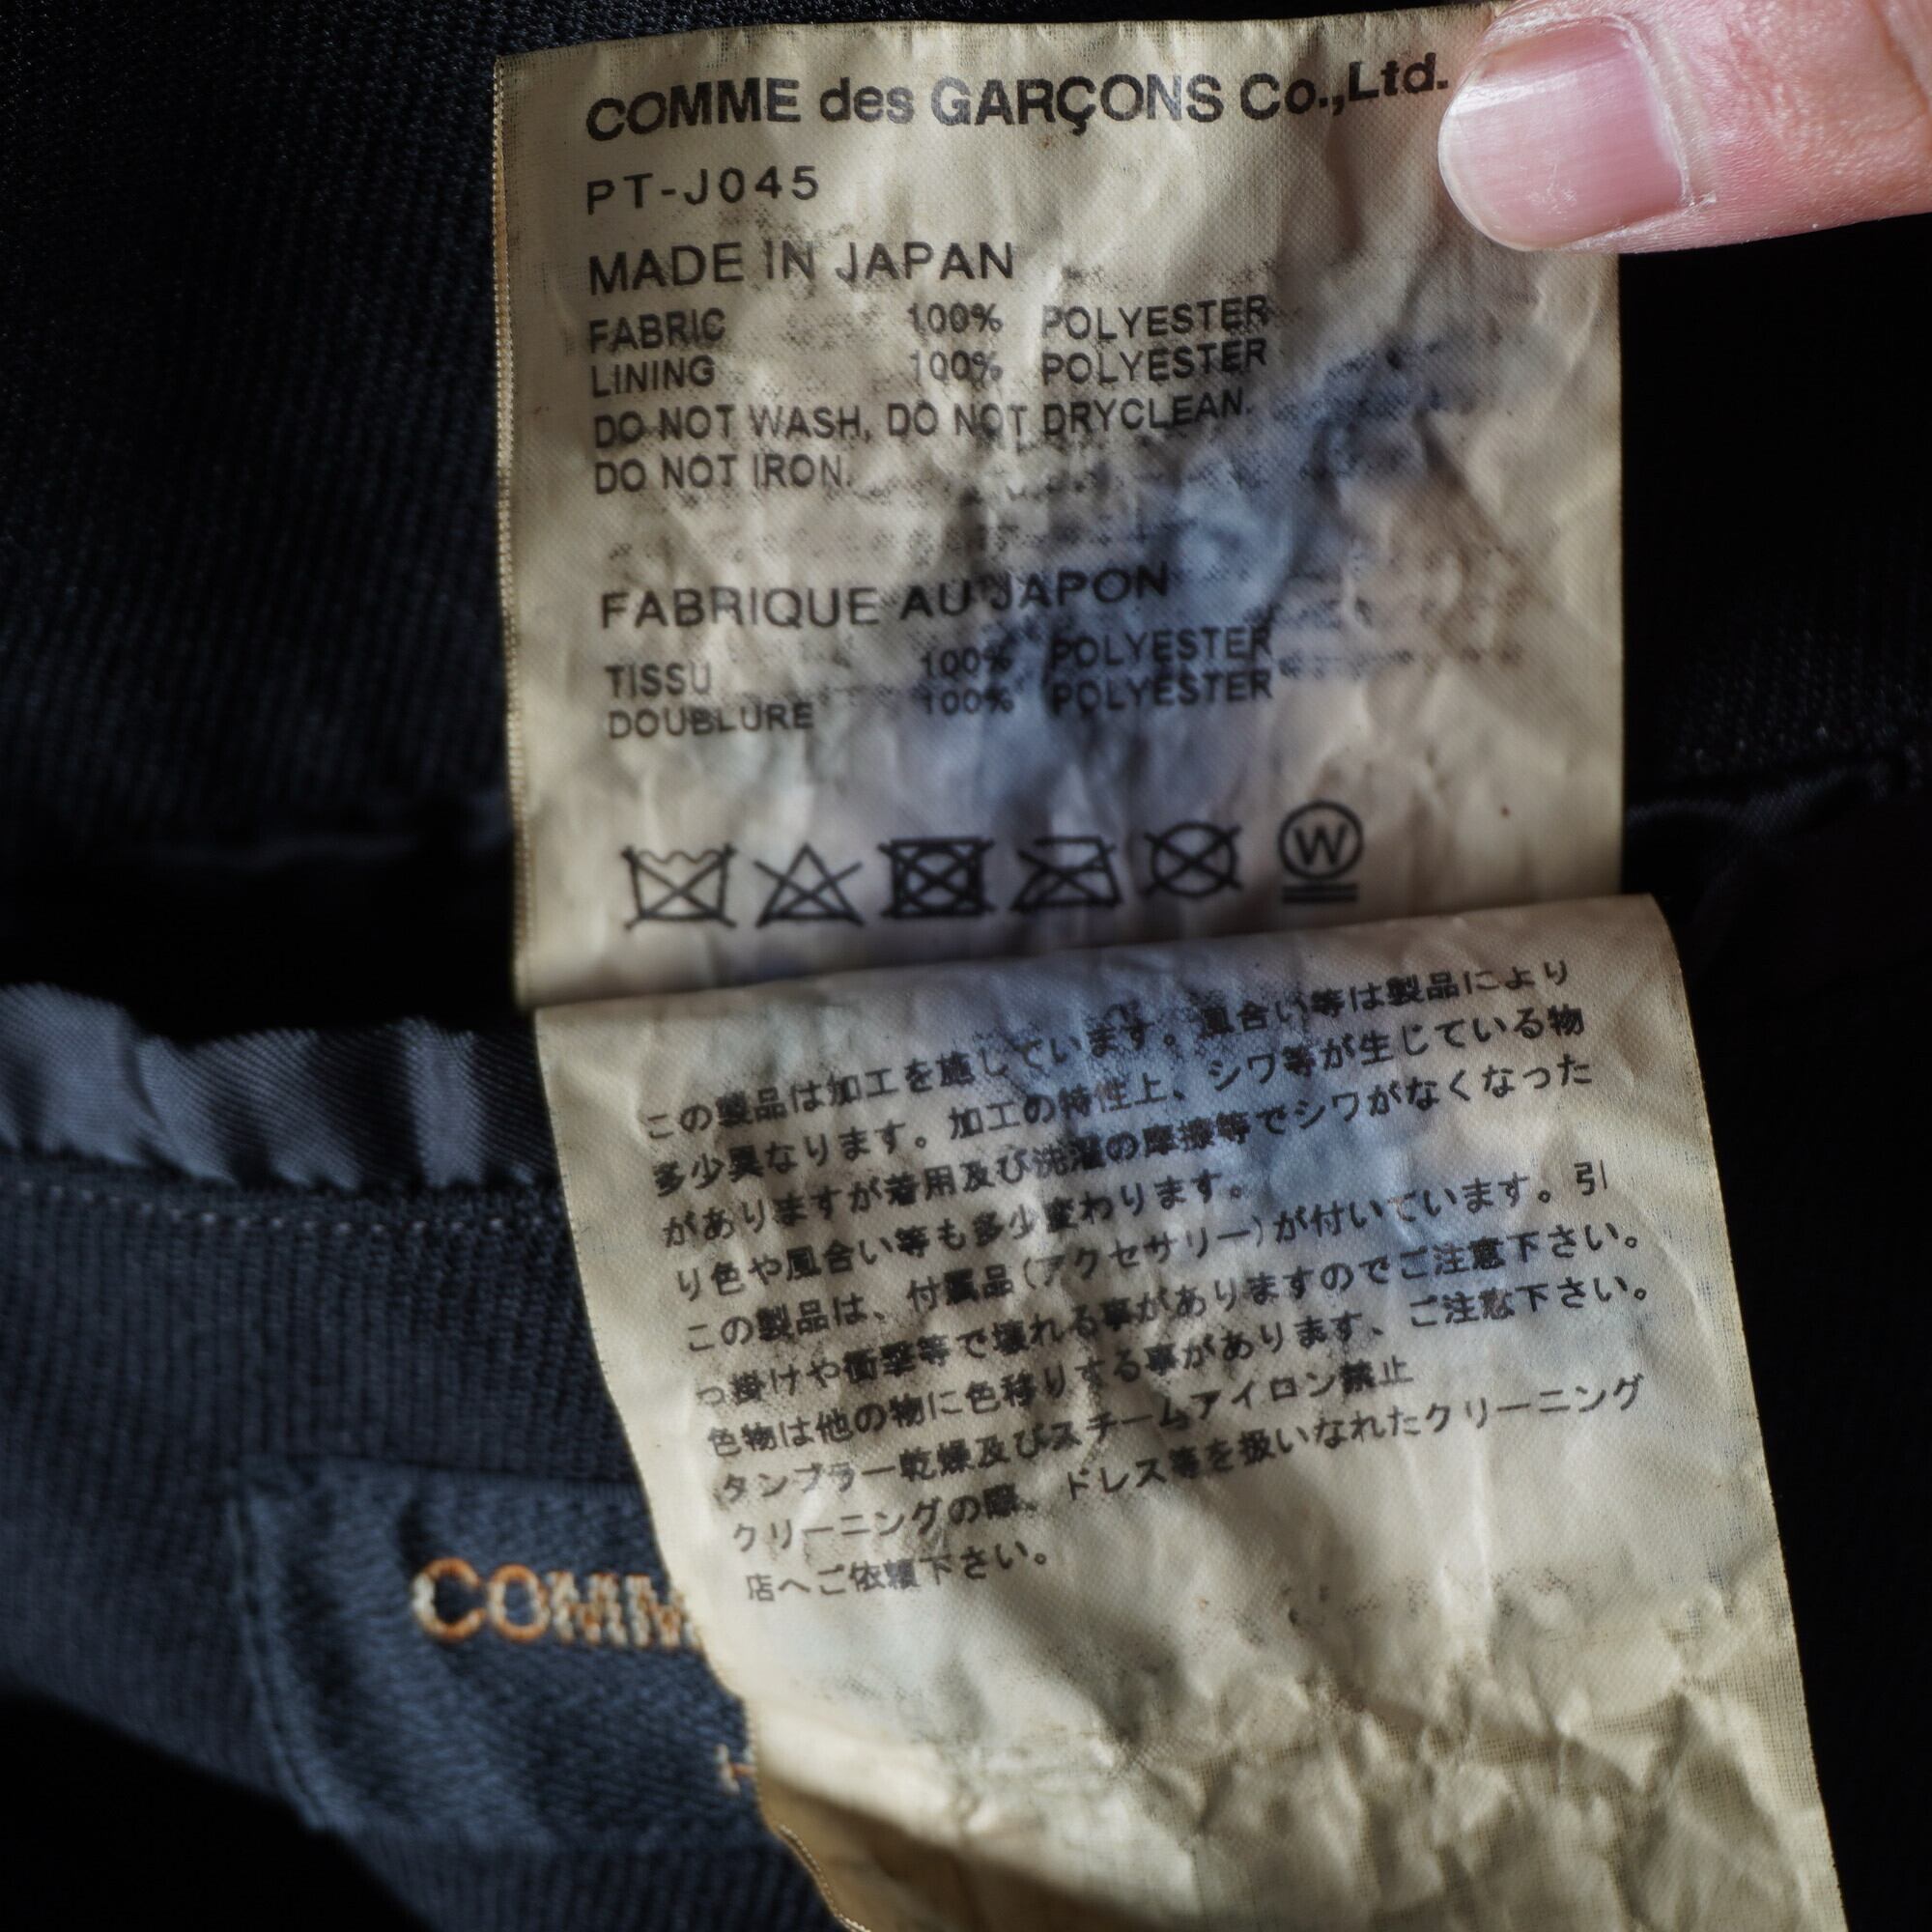 COMME des GARÇONS Co.,Ltd.
PT-J045
MADE IN JAPAN
FABRIC 100% POLYESTER
LINING 100% POLYESTER
DO NOT WASH, DO NOT DRYCLEAN.
DO NOT IRON.
FABRIQUE AU JAPON
TISSU 100% POLYESTER
DOUBLURE 100% POLYESTER
W
この製品は加工を施しています。風合い等は製品により
多少異なります。加工の特性上、シワ等が生じている物
がありますが着用及び洗濯の摩擦等でシワがなくなった
り色や風合い等も多少変わります。
この製品は、付属品(アクセサリー)が付いています。引
っ掛けや衝撃等で壊れる事がありますのでご注意下さい。
色物は他の物に色移りする事があります、ご注意下さい。
タンブラー乾燥及びスチームアイロン禁止
クリーニングの際、ドレス等を扱いなれたクリーニング
店へご依頼下さい。
COMM